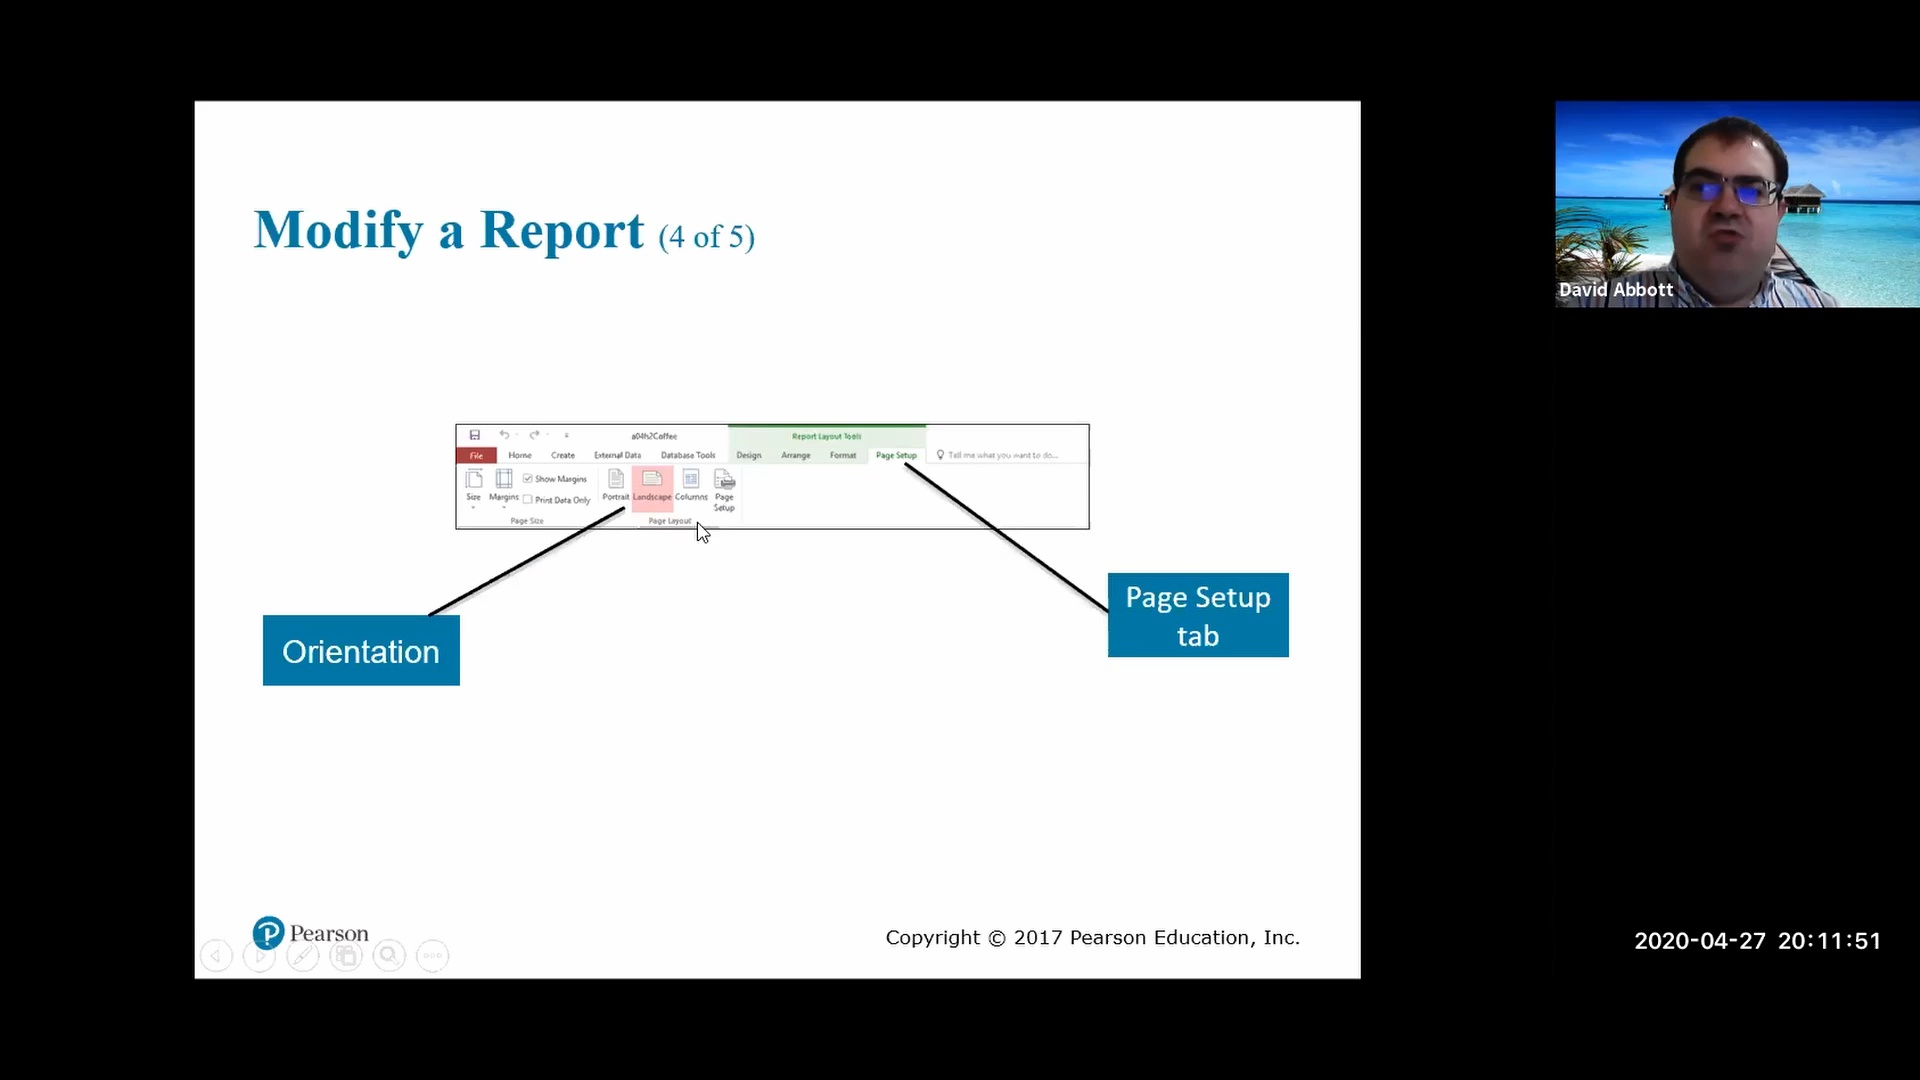 Modify a Report (4 of 5)
a04h2Coffee
Report Layout Tools
File Home Create External Data Database Tools Design Arrange Format Page Setup Tell me what you want to do...
Size Margins Show Margins Print Data Only Portrait Landscape Columns Page Setup
Page Size Page Layout
Orientation
Page Setup
tab
Pearson
Copyright © 2017 Pearson Education, Inc.
David Abbott
2020-04-27 20:11:51